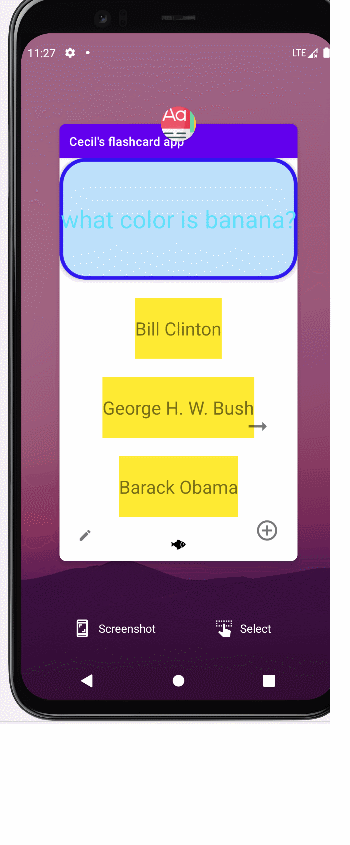 11:27
LTE
Aa
Cecil's flashcard app
what color is banana?
Bill Clinton
George H. W. Bush
Barack Obama
Screenshot
Select